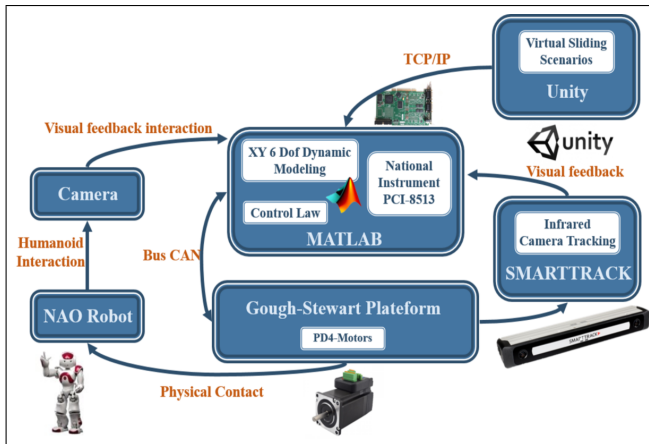 TCP/IP
Virtual Sliding
Scenarios
Unity
Visual feedback interaction
XY 6 Dof Dynamic
Modeling
National
Instrument
PCI-8513
unity
Visual feedback
Camera
Control Law
MATLAB
Infrared
Camera Tracking
SMARTTRACK
Humanoid
Interaction
Bus CAN
NAO Robot
Gough-Stewart Plateform
PD4-Motors
SMARTTRACK
Physical Contact